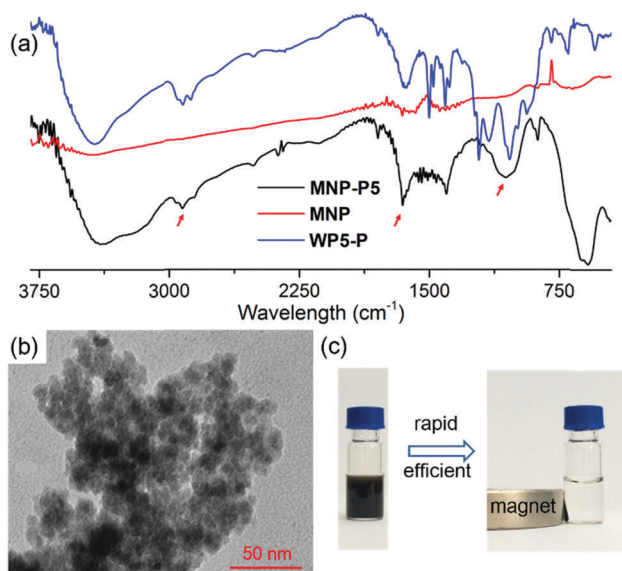 (a)
MNP-P5
MNP
WP5-P
3750 3000 2250 1500 750
Wavelength (cm⁻¹)
(b)
50 nm
(c)
rapid
efficient
magnet